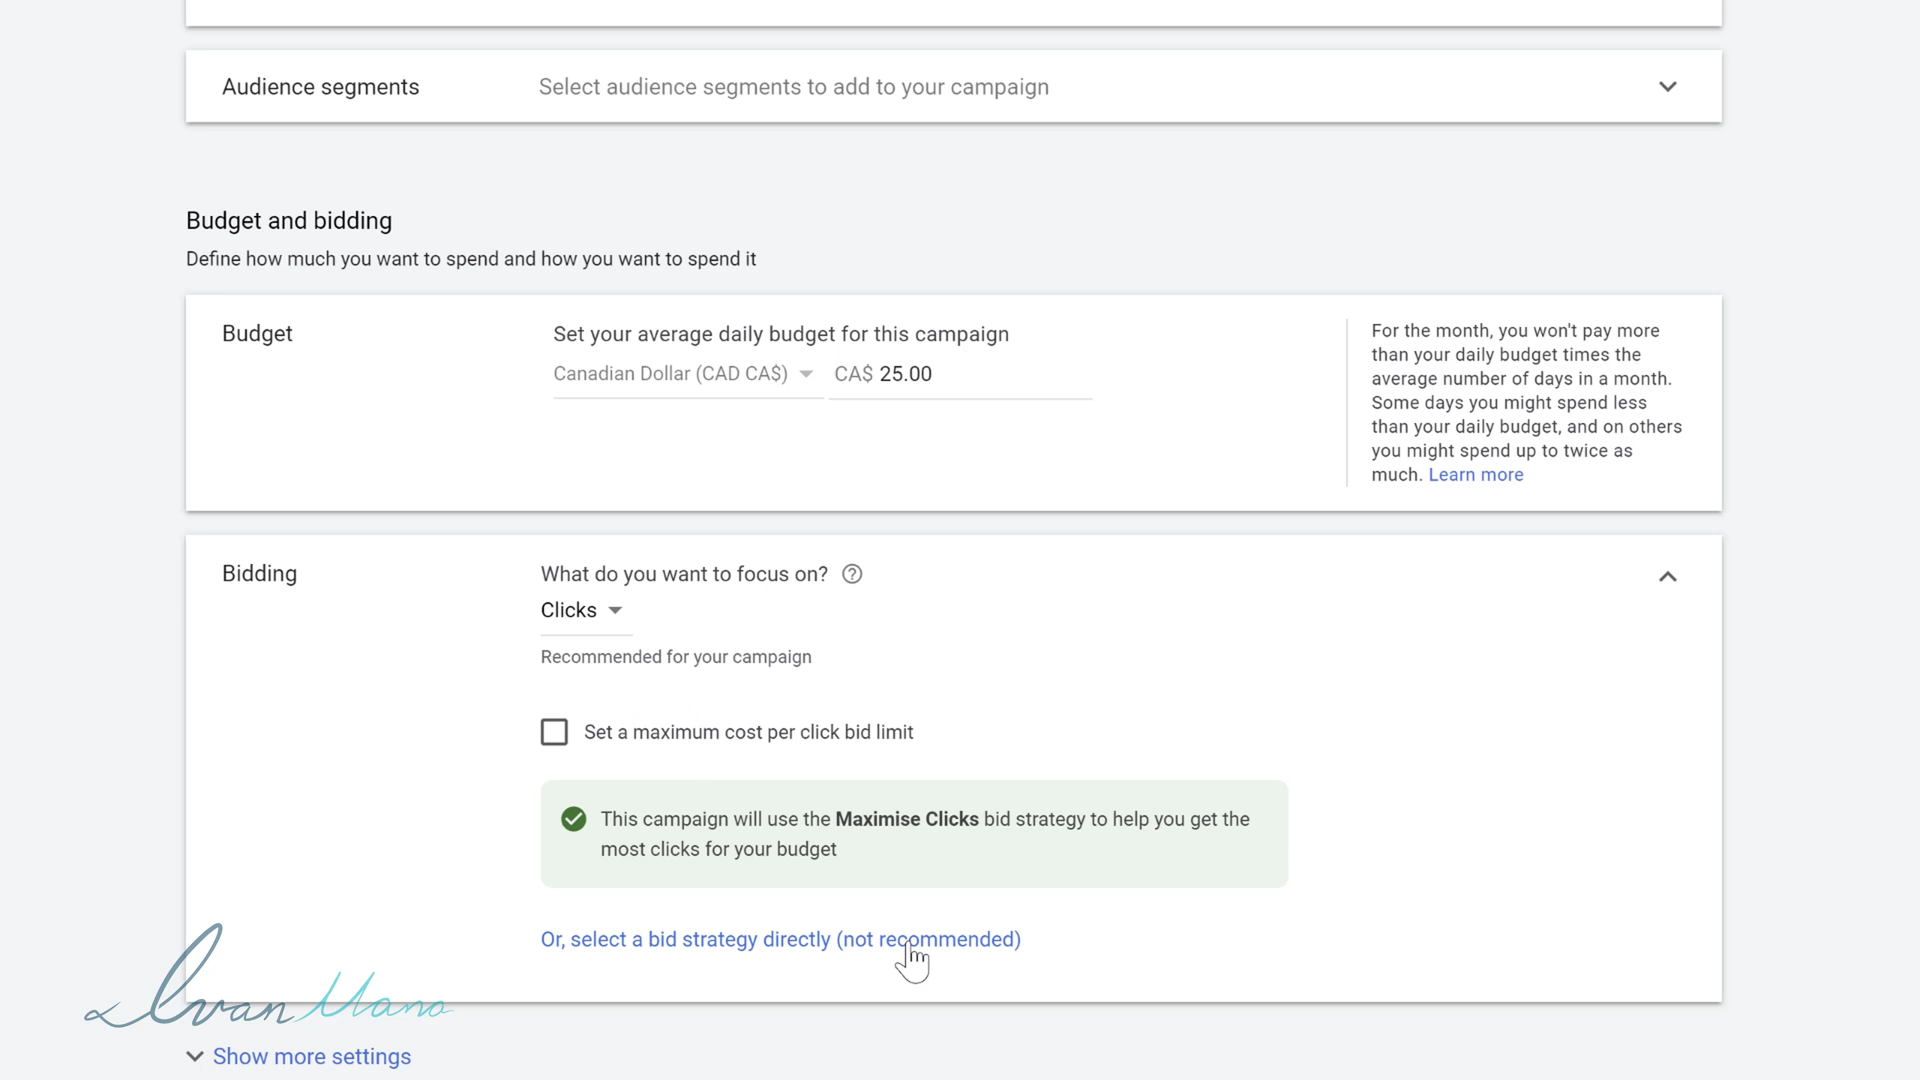 Audience segments Select audience segments to add to your campaign
Budget and bidding
Define how much you want to spend and how you want to spend it
Budget
Set your average daily budget for this campaign
Canadian Dollar (CAD CA$) CA$ 25.00
For the month, you won't pay more
than your daily budget times the
average number of days in a month.
Some days you might spend less
than your daily budget, and on others
you might spend up to twice as
much. Learn more
Bidding
What do you want to focus on?
Clicks
Recommended for your campaign
Set a maximum cost per click bid limit
This campaign will use the Maximise Clicks bid strategy to help you get the
most clicks for your budget
Or, select a bid strategy directly (not recommended)
Ivan Mana
Show more settings